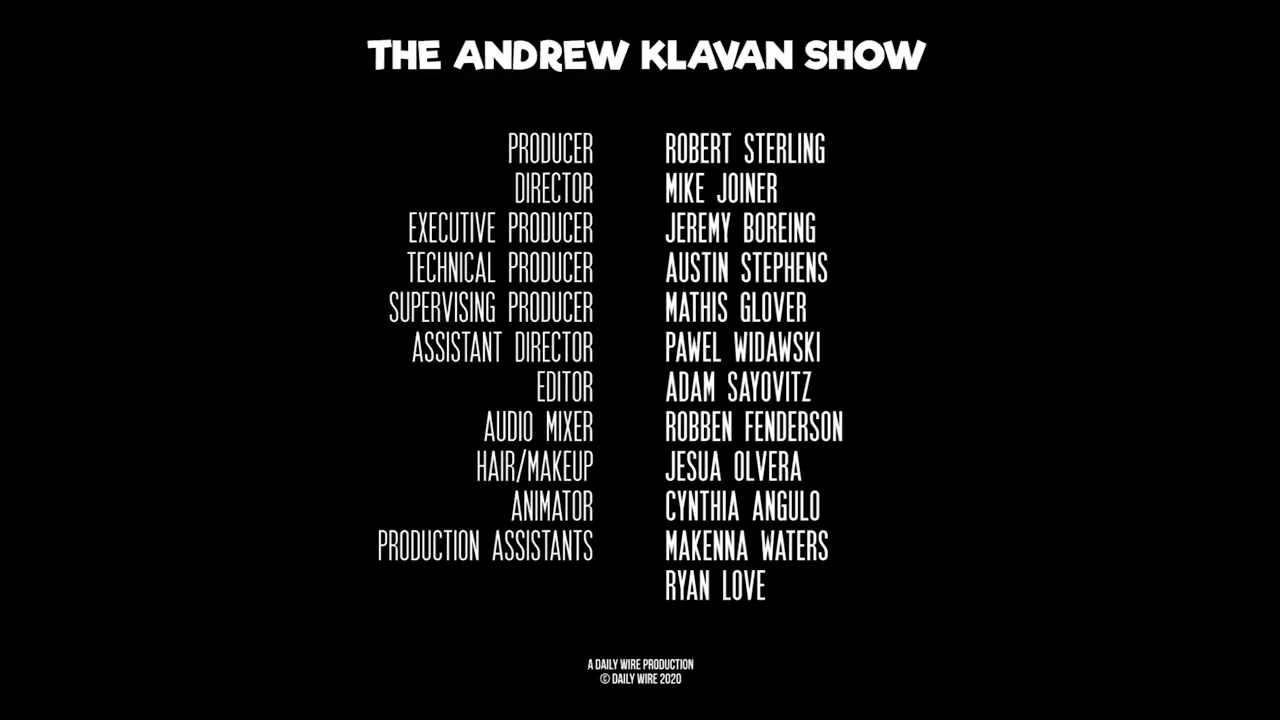 THE ANDREW KLAVAN SHOW
PRODUCER ROBERT STERLING
DIRECTOR MIKE JOINER
EXECUTIVE PRODUCER JEREMY BOREING
TECHNICAL PRODUCER AUSTIN STEPHENS
SUPERVISING PRODUCER MATHIS GLOVER
ASSISTANT DIRECTOR PAWEL WIDAWSKI
EDITOR ADAM SAYOVITZ
AUDIO MIXER ROBBEN FENDERSON
HAIR/MAKEUP JESUA OLVERA
ANIMATOR CYNTHIA ANGULO
PRODUCTION ASSISTANTS MAKENNA WATERS
RYAN LOVE
A DAILY WIRE PRODUCTION
© DAILY WIRE 2020